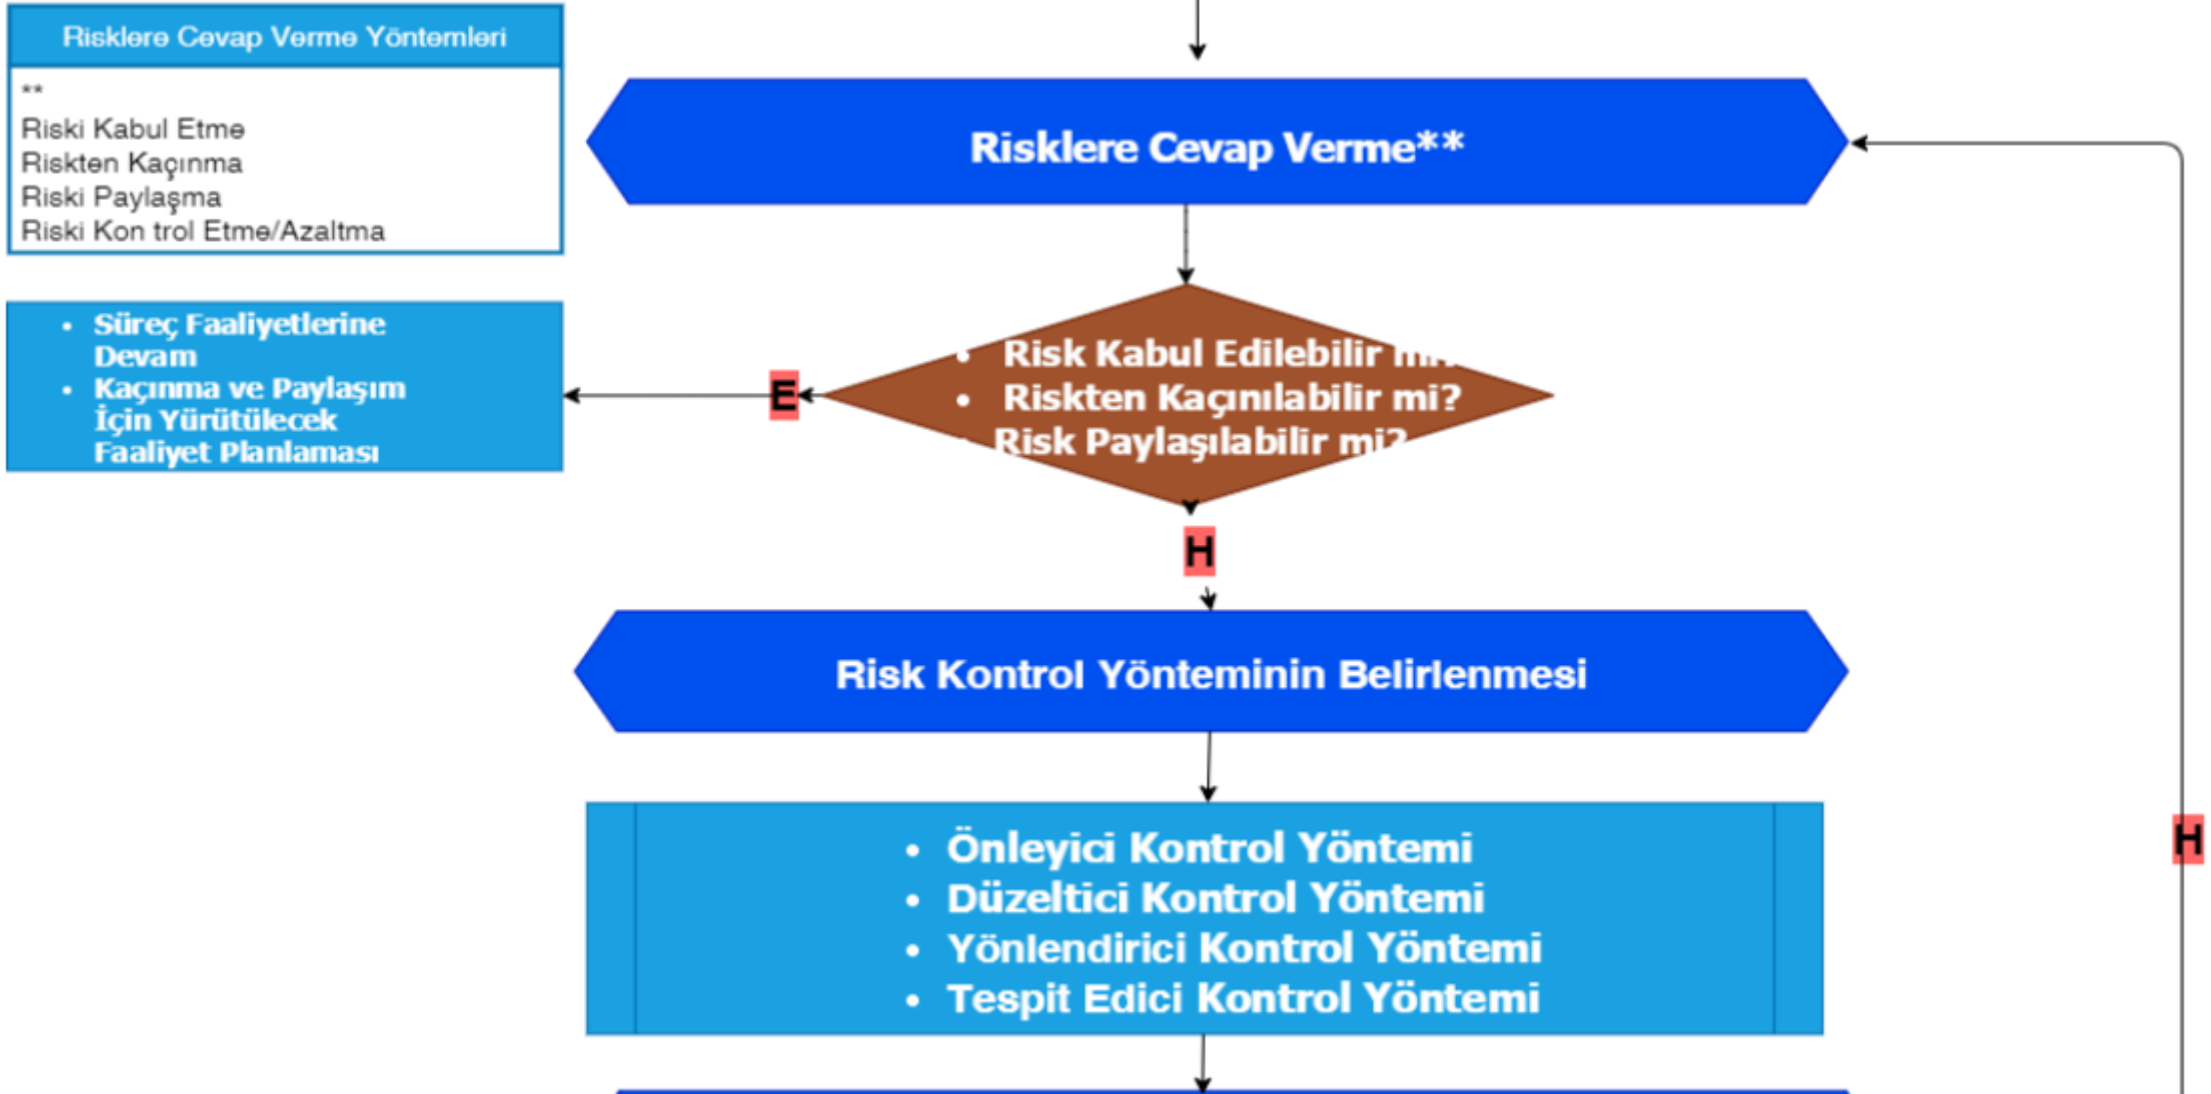 Risklere Cevap Verme Yöntemleri
**
Riski Kabul Etme
Riskten Kaçınma
Riski Paylaşma
Riski Kon trol Etme/Azaltma
Risklere Cevap Verme**
• Süreç Faaliyetlerine
Devam
• Kaçınma ve Paylaşım
İçin Yürütülecek
Faaliyet Planlaması
E
• Risk Kabul Edilebilir mi?
• Riskten Kaçınılabilir mi?
• Risk Paylaşılabilir mi?
H
Risk Kontrol Yönteminin Belirlenmesi
• Önleyici Kontrol Yöntemi
• Düzeltici Kontrol Yöntemi
• Yönlendirici Kontrol Yöntemi
• Tespit Edici Kontrol Yöntemi
H